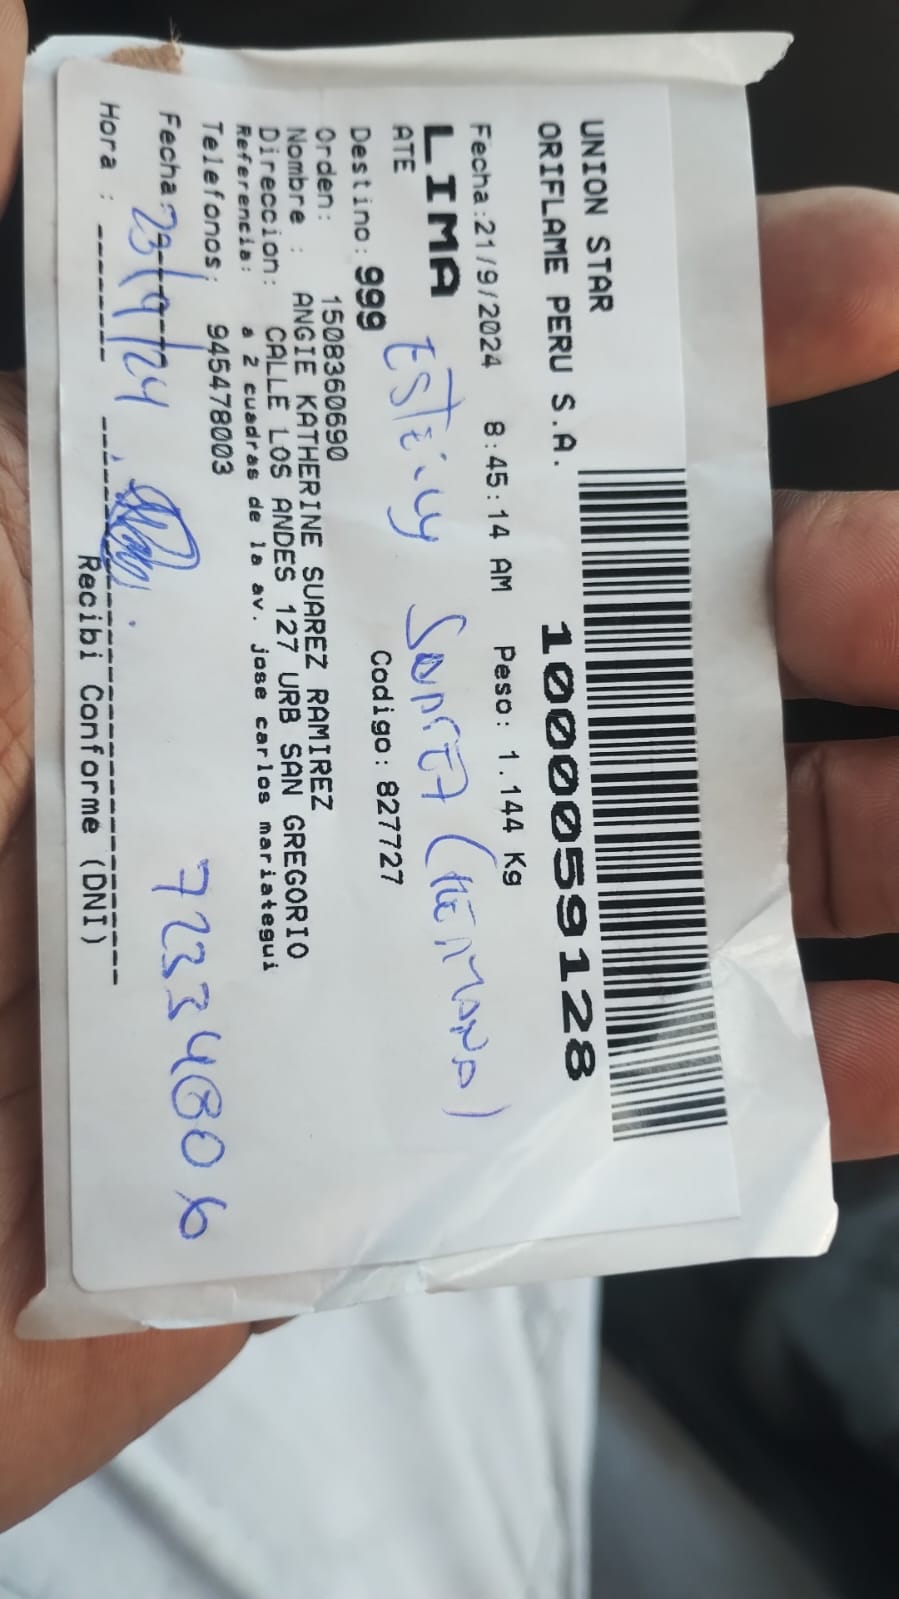 UNION STAR
ORIFLAME PERU S.A. 1000059128
Fecha:21/9/2024 8:45:14 AM Peso: 1.144 Kg
LIMA
ATE
Destino: 999 Codigo: 827727
Orden: 1508360690
Nombre : ANGIE KATHERINE SUAREZ RAMIREZ
Direccion: CALLE LOS ANDES 127 URB SAN GREGORIO
Referencia: a 2 cuadras de la av. jose carlos mariategui
Telefonos: 945478003
Fecha: 23/9/24 72234806
Hora :
Recibi Conforme (DNI)